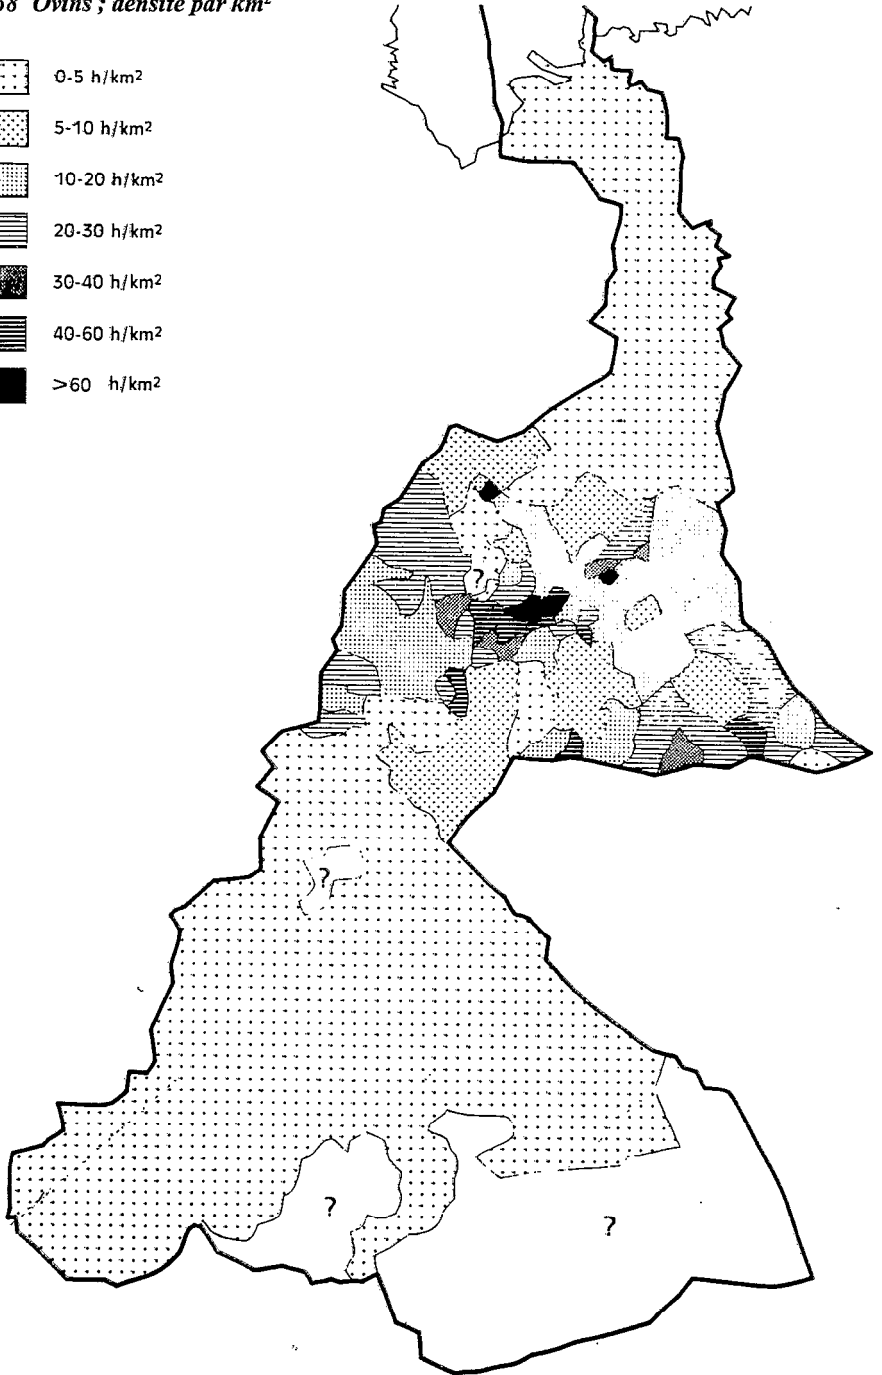 Ovins ; densité par km²
0-5 h/km²
5-10 h/km²
10-20 h/km²
20-30 h/km²
30-40 h/km²
40-60 h/km²
>60 h/km²
?
?
?
?